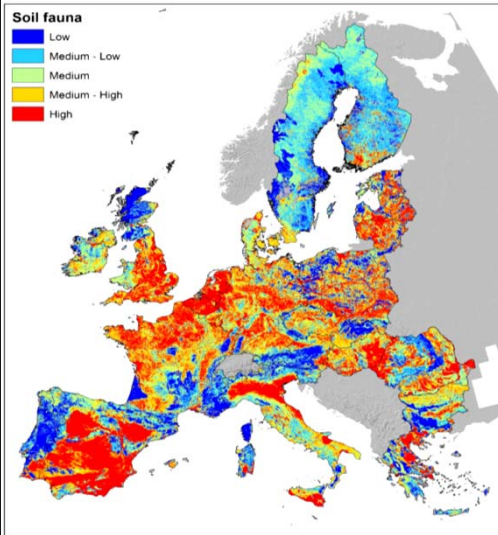 Soil fauna
Low
Medium - Low
Medium
Medium - High
High